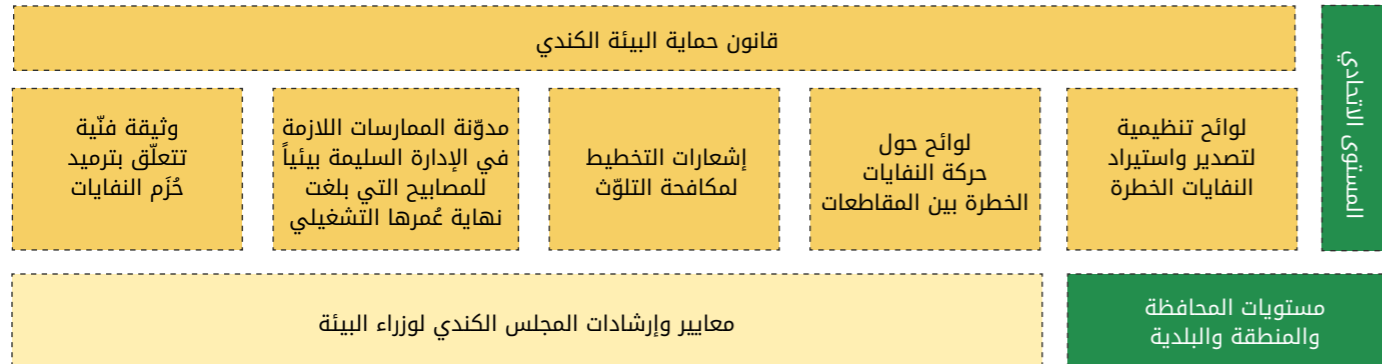 قانون حماية البيئة الكندي
المستوى الاتحادي
لوائح تنظيمية
لتصدير واستيراد
النفايات الخطرة
لوائح حول
حركة النفايات
الخطرة بين المقاطعات
إشعارات التخطيط
لمكافحة التلوّث
مدوّنة الممارسات اللازمة
في الإدارة السليمة بيئياً
للمصابيح التي بلغت
نهاية عُمرها التشغيلي
وثيقة فنّية
تتعلّق بترميد
حُزَم النفايات
مستويات المحافظة
والمنطقة والبلدية
معايير وإرشادات المجلس الكندي لوزراء البيئة